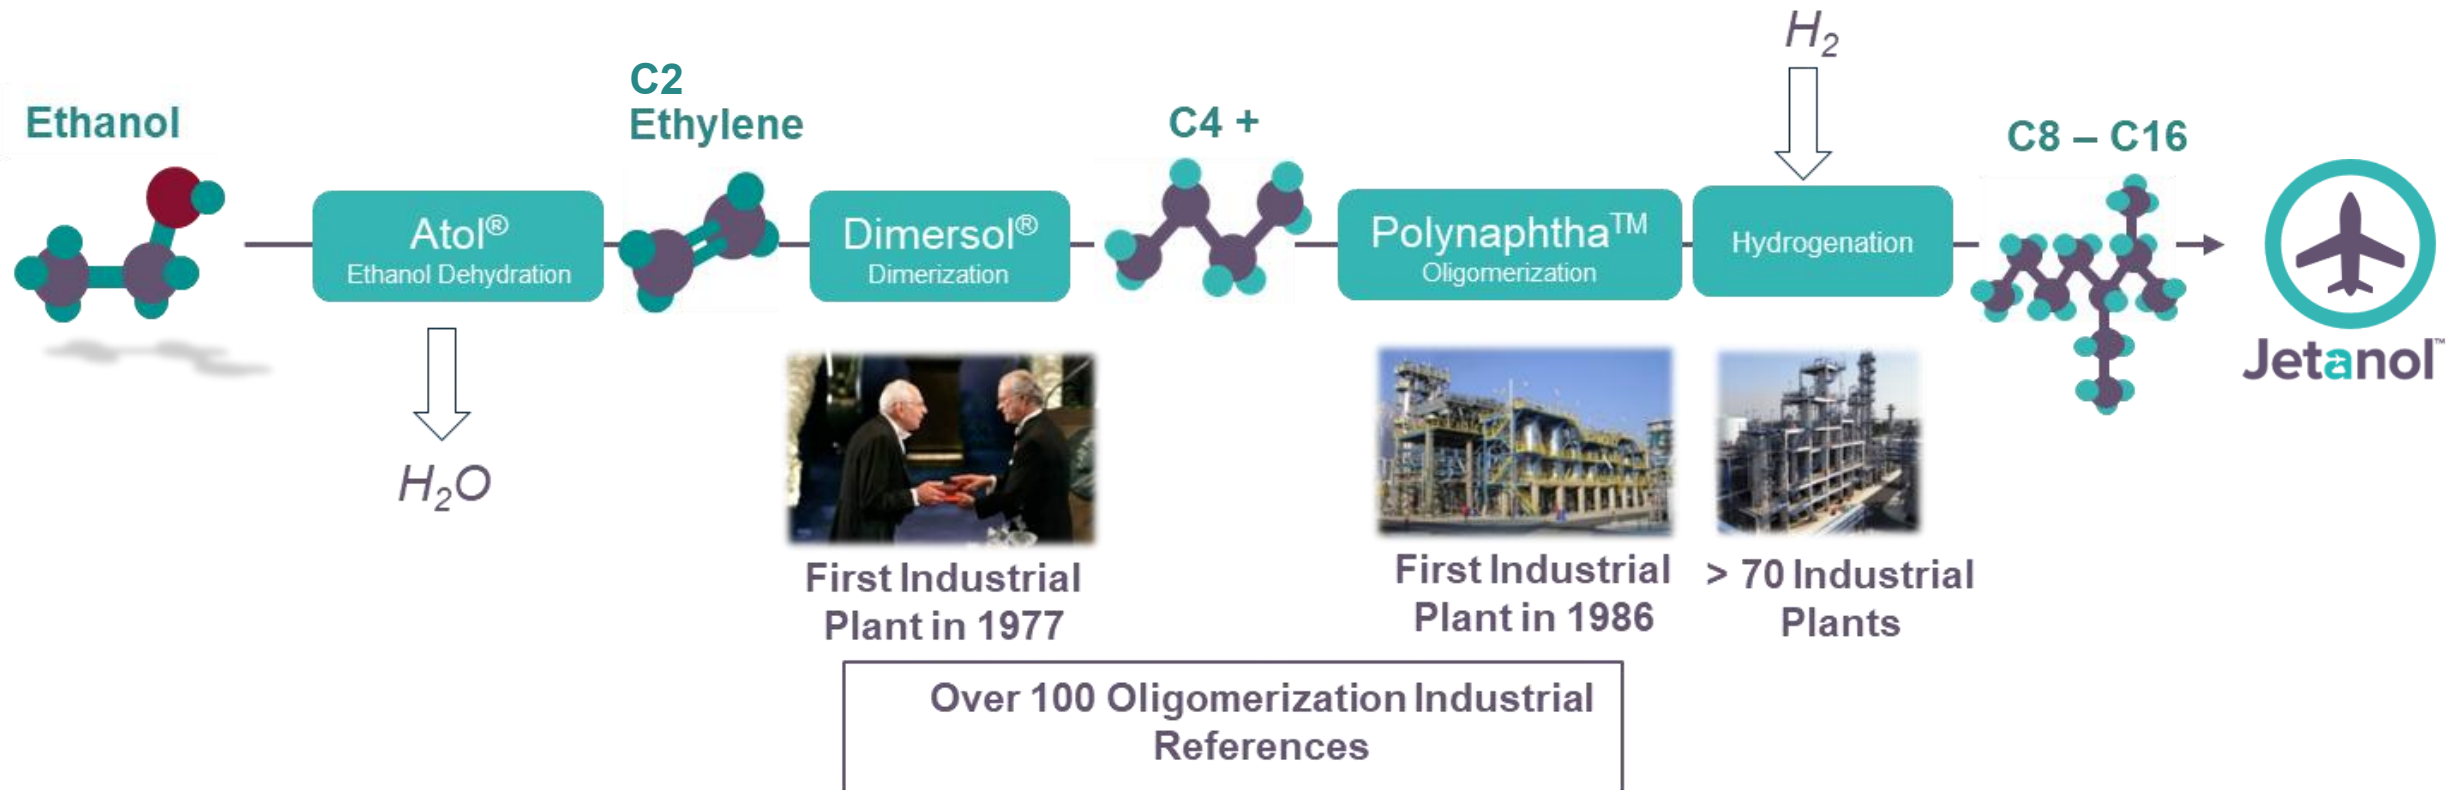 H2
C2
Ethylene
Ethanol
C4 +
C8 – C16
Atol®
Ethanol Dehydration
Dimersol®
Dimerization
Polynaphtha™
Oligomerization
Hydrogenation
Jetanol™
H2O
First Industrial
Plant in 1977
First Industrial
Plant in 1986
> 70 Industrial
Plants
Over 100 Oligomerization Industrial
References